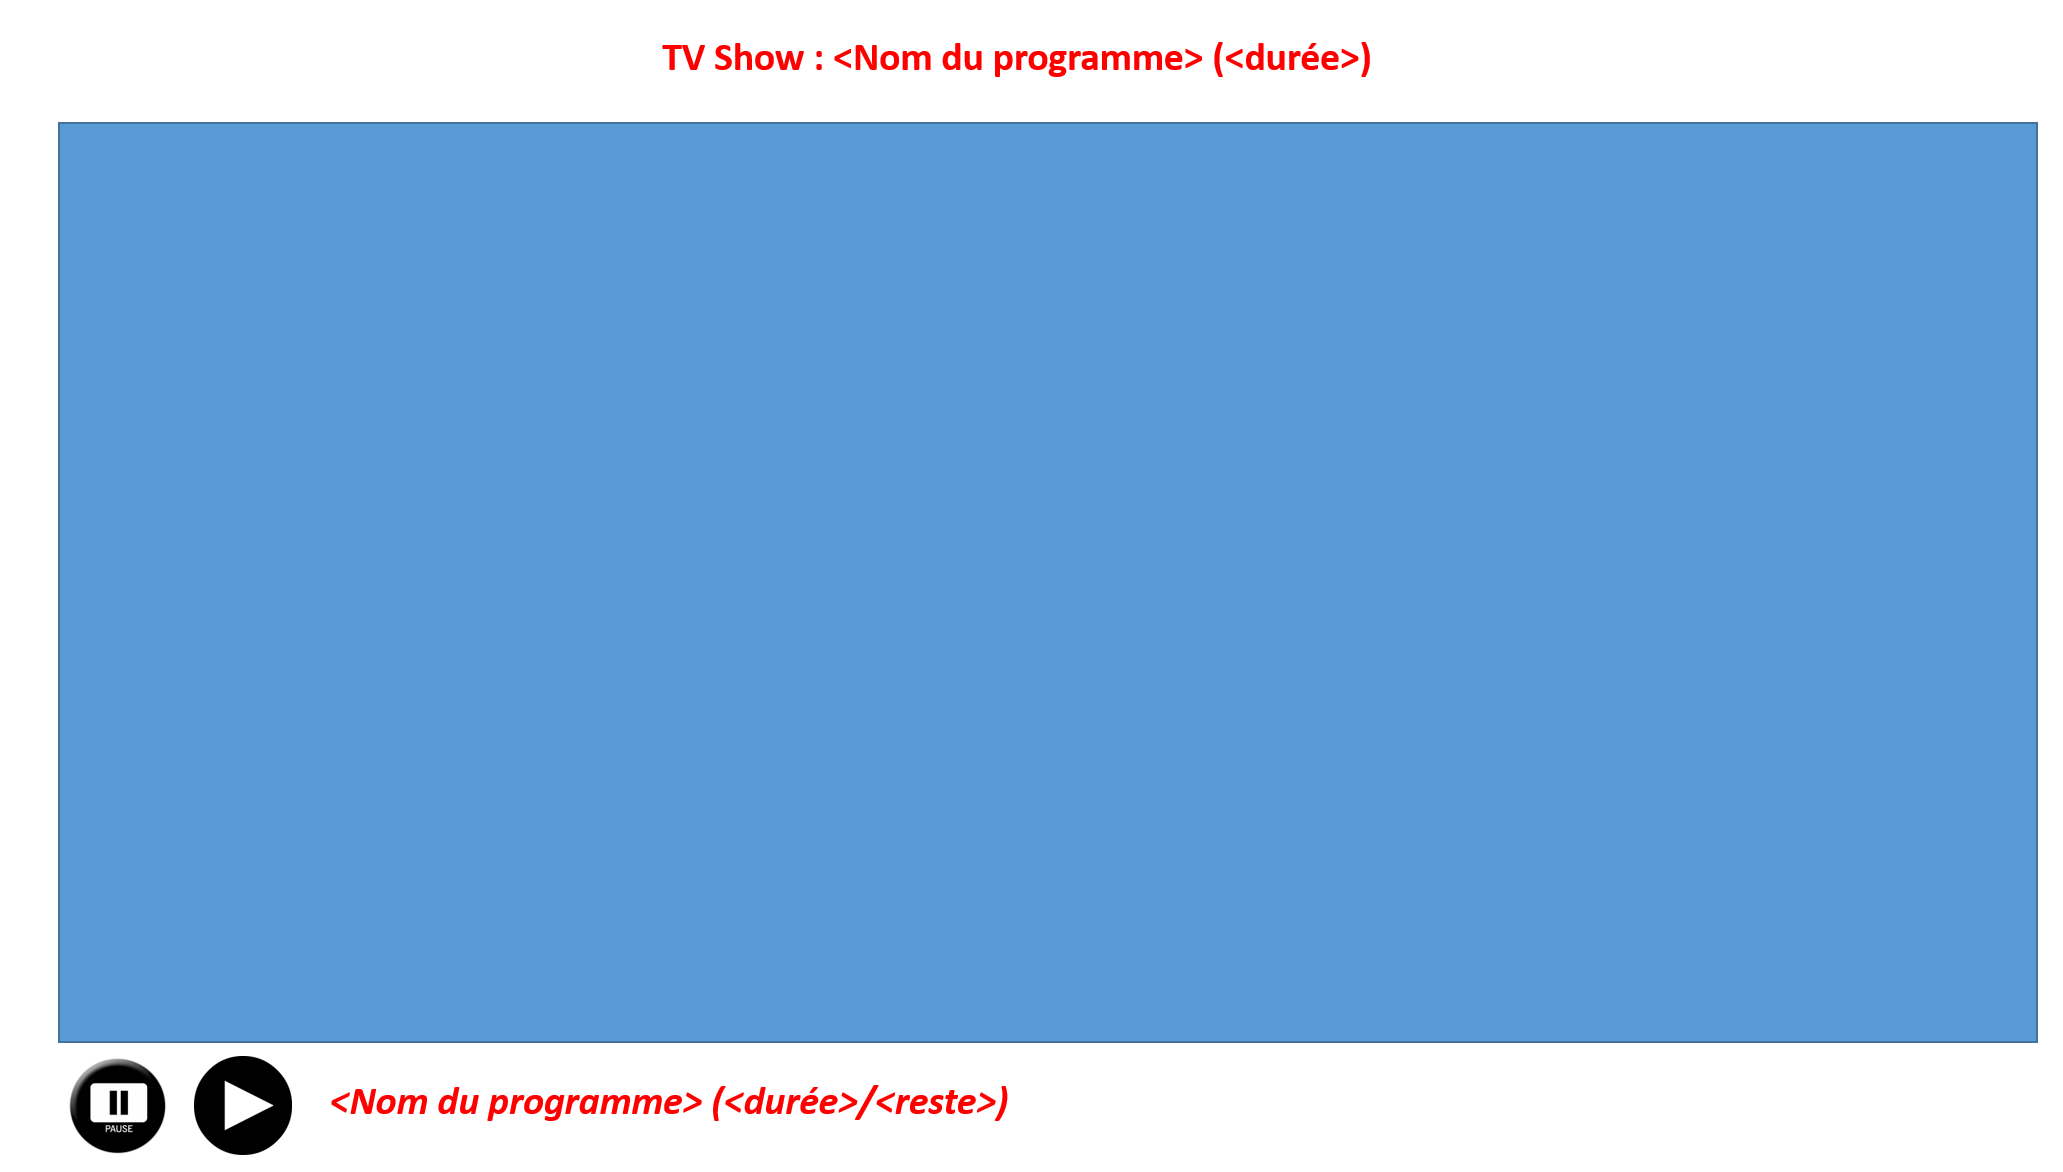 TV Show : <Nom du programme> (<durée>)
PAUSE
<Nom du programme> (<durée>/<reste>)